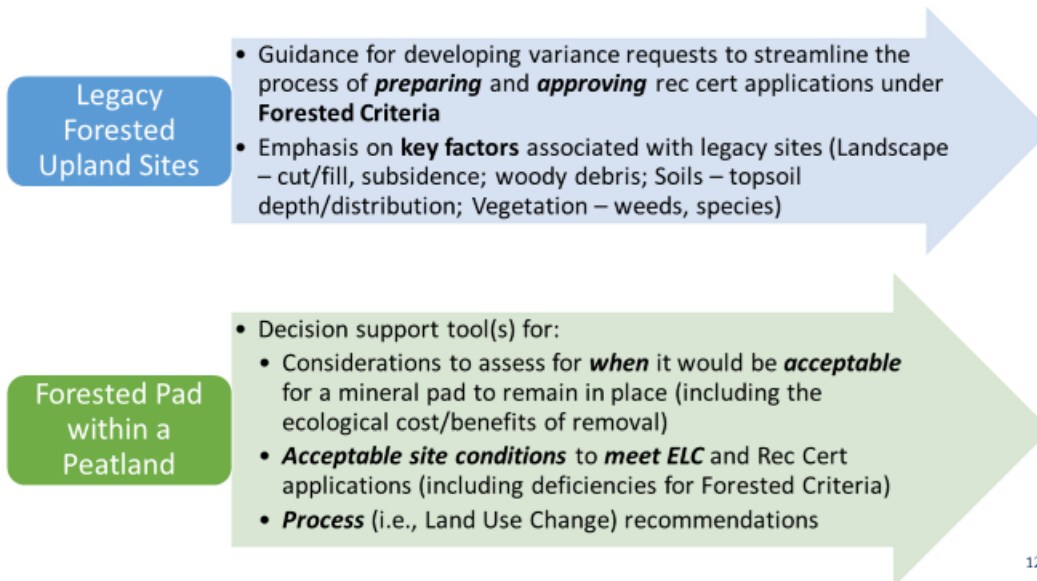 Legacy
Forested
Upland Sites
• Guidance for developing variance requests to streamline the
process of preparing and approving rec cert applications under
Forested Criteria
• Emphasis on key factors associated with legacy sites (Landscape
– cut/fill, subsidence; woody debris; Soils – topsoil
depth/distribution; Vegetation – weeds, species)
Forested Pad
within a
Peatland
• Decision support tool(s) for:
• Considerations to assess for when it would be acceptable
for a mineral pad to remain in place (including the
ecological cost/benefits of removal)
• Acceptable site conditions to meet ELC and Rec Cert
applications (including deficiencies for Forested Criteria)
• Process (i.e., Land Use Change) recommendations
12